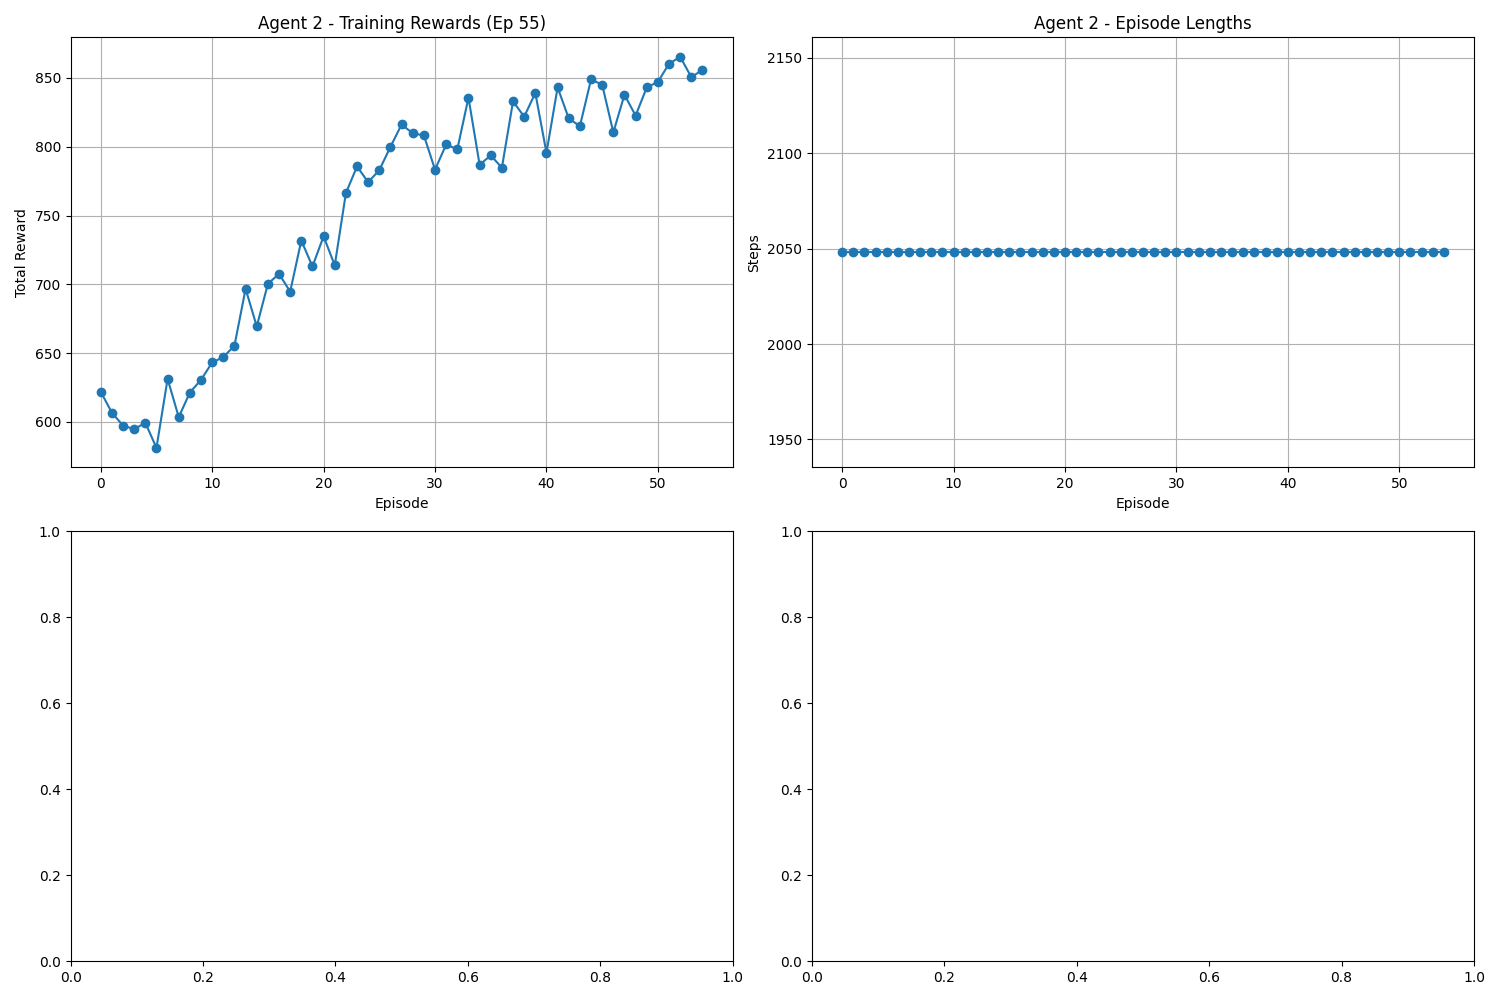 Agent 2 - Training Rewards (Ep 55)
Total Reward
850
800
750
700
650
600
0 10 20 30 40 50
Episode
Agent 2 - Episode Lengths
Steps
2150
2100
2050
2000
1950
0 10 20 30 40 50
Episode
1.0
0.8
0.6
0.4
0.2
0.0
0.0 0.2 0.4 0.6 0.8 1.0
1.0
0.8
0.6
0.4
0.2
0.0
0.0 0.2 0.4 0.6 0.8 1.0